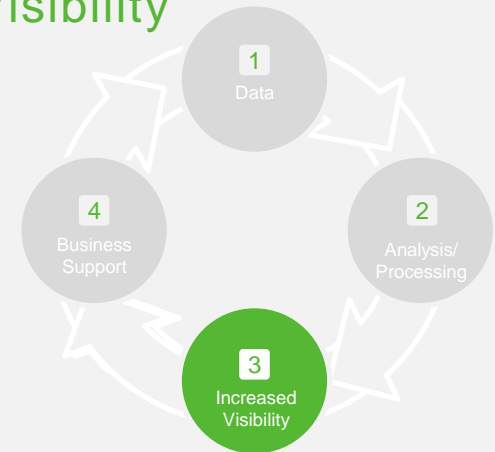 isibility
1
Data
2
Analysis/
Processing
3
Increased
Visibility
4
Business
Support